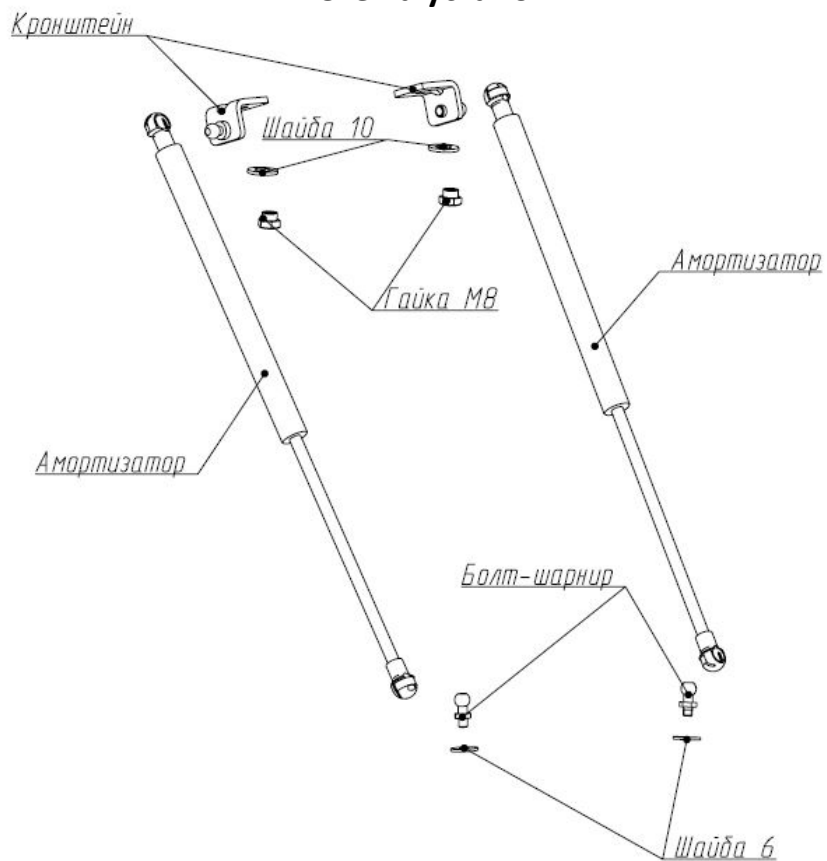 Кронштейн
Шайба 10
Амортизатор
Гайка М8
Амортизатор
Болт-шарнир
Шайба 6